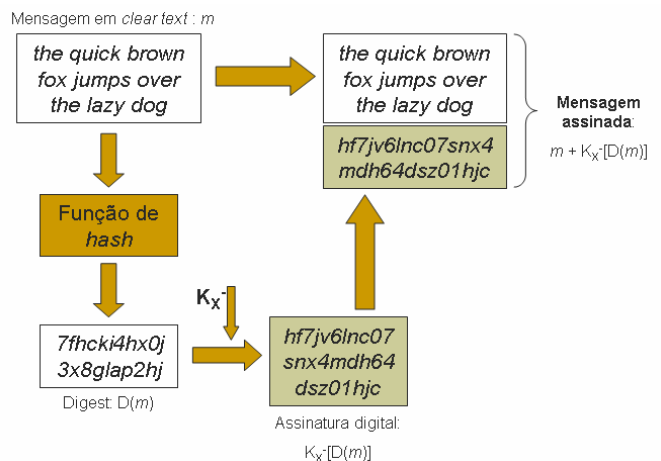 Mensagem em clear text : m
the quick brown
fox jumps over
the lazy dog
the quick brown
fox jumps over
the lazy dog
hf7jv6lnc07snx4
mdh64dsz01hjc
Mensagem
assinada:
m + KX-[D(m)]
Função de
hash
KX-
7fhcki4hx0j
3x8glap2hj
Digest: D(m)
hf7jv6lnc07
snx4mdh64
dsz01hjc
Assinatura digital:
KX-[D(m)]